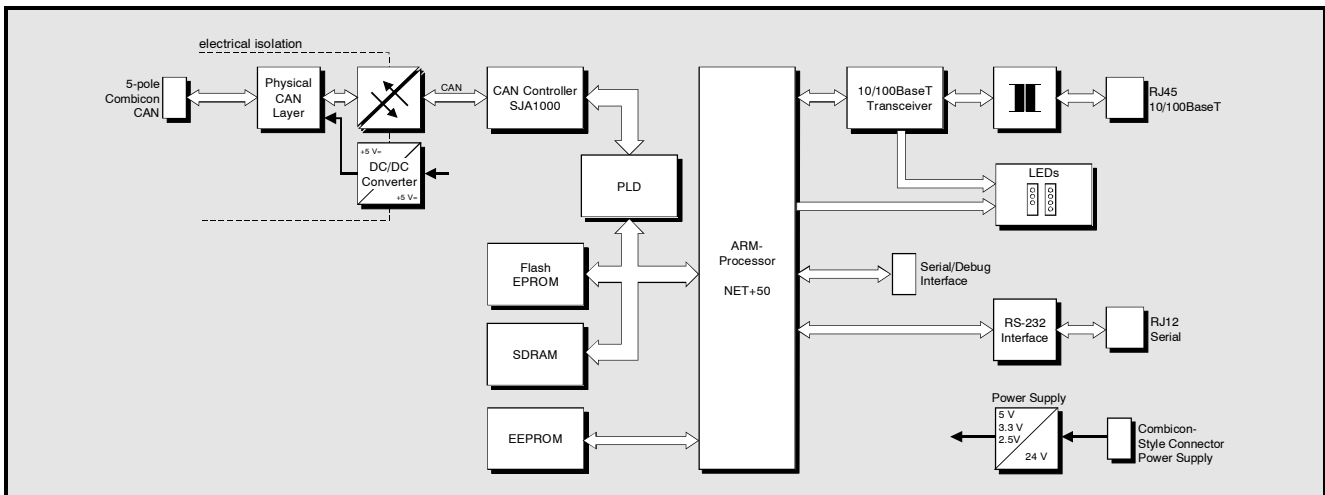 electrical isolation
5-pole
Combicon
CAN
Physical
CAN
Layer
CAN
CAN Controller
SJA1000
+5 V=
DC/DC
Converter
+5 V=
PLD
Flash
EPROM
SDRAM
EEPROM
ARM-
Processor
NET+50
10/100BaseT
Transceiver
RJ45
10/100BaseT
LEDs
Serial/Debug
Interface
RS-232
Interface
RJ12
Serial
Power Supply
5 V
3.3 V
2.5V
24 V
Combicon-
Style Connector
Power Supply